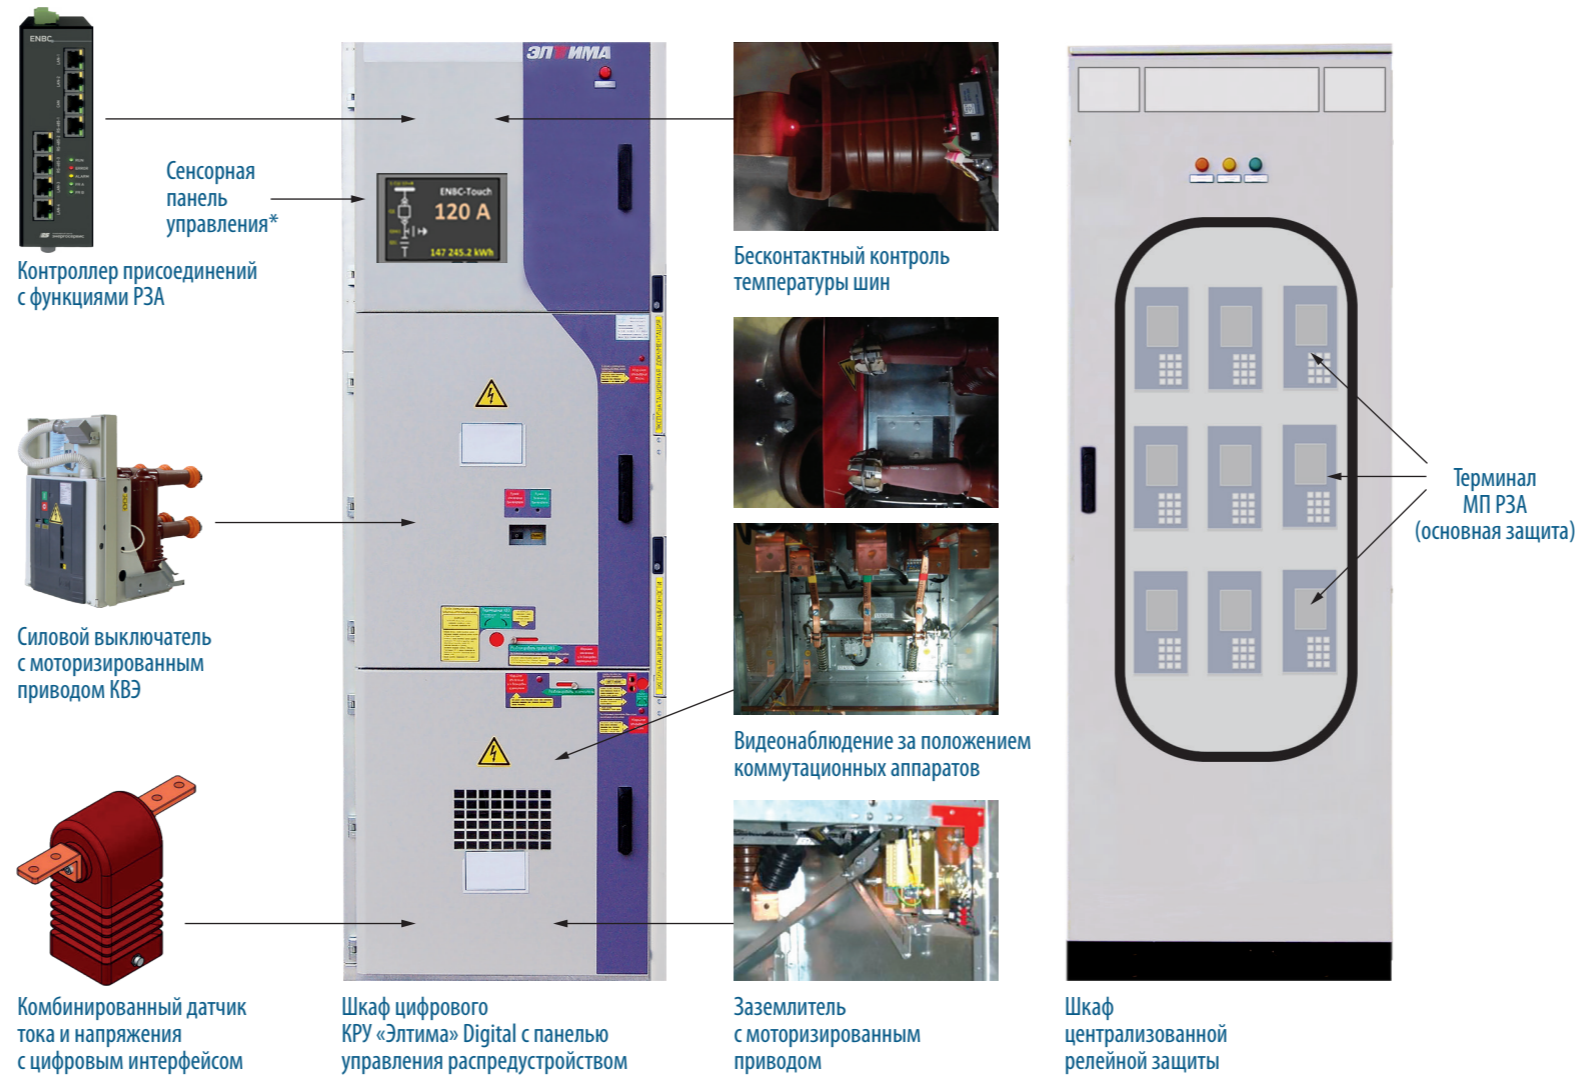 ENBC
ЭЛТИМА
Сенсорная
панель
управления*
ENBC-Touch
120 A
147 245.2 kWh
Контроллер присоединений
с функциями РЗА
Бесконтактный контроль
температуры шин
ЭКСПЛУАТАЦИОННАЯ ДОКУМЕНТАЦИЯ
Терминал
МП РЗА
(основная защита)
Силовой выключатель
с моторизированным
приводом КВЭ
Видеонаблюдение за положением
коммутационных аппаратов
Комбинированный датчик
тока и напряжения
с цифровым интерфейсом
Шкаф цифрового
КРУ «Элтима» Digital с панелью
управления распредустройством
Заземлитель
с моторизированным
приводом
Шкаф
централизованной
релейной защиты